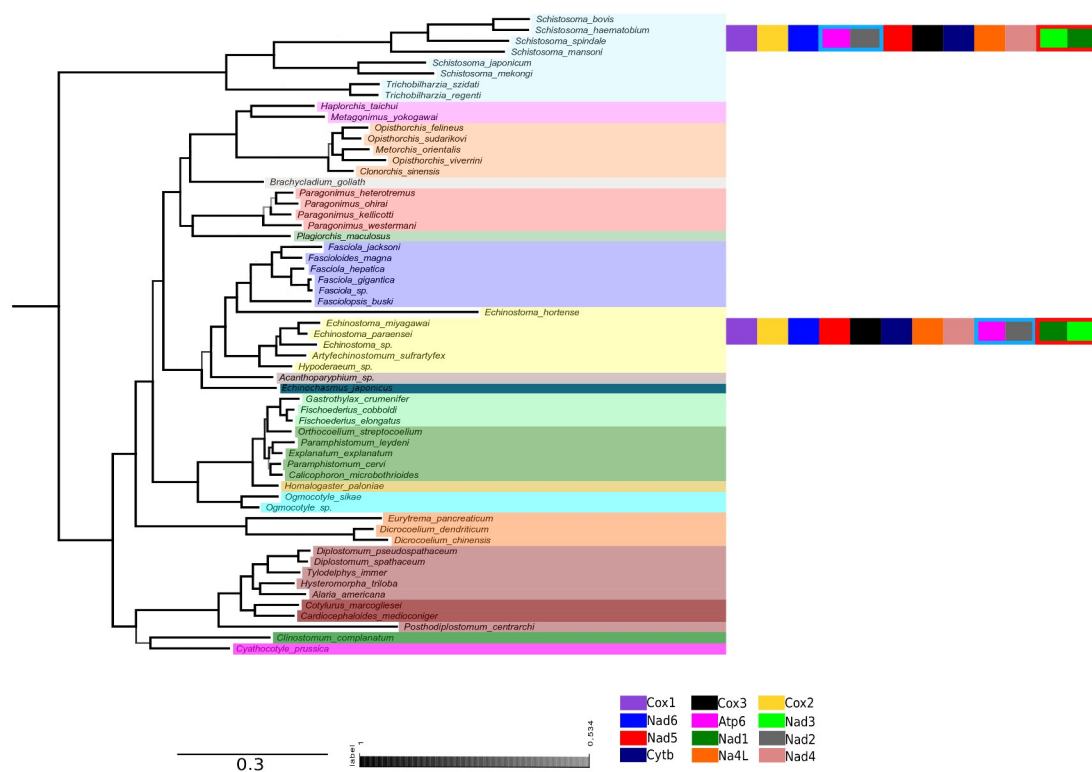 Schistosoma_bovis
Schistosoma_haematobium
Schistosoma_spindale
Schistosoma_mansoni
Schistosoma_japonicum
Schistosoma_mekongi
Trichobilharzia_szidati
Trichobilharzia_regenti
Haplorchis_taichui
Metagonimus_yokogawai
Opisthorchis_felineus
Opisthorchis_sudarikovi
Metorchis_orientalis
Opisthorchis_viverrini
Clonorchis_sinensis
Brachycladium_goliath
Paragonimus_heterotremus
Paragonimus_ohirai
Paragonimus_kellicotti
Paragonimus_westermani
Plagiorchis_maculosus
Fasciola_jacksoni
Fascioloides_magna
Fasciola_hepatica
Fasciola_gigantica
Fasciola_sp.
Fasciolopsis_buski
Echinostoma_hortense
Echinostoma_miyagawai
Echinostoma_paraensei
Echinostoma_sp.
Artyfechinostomum_sufrartyfex
Hypoderaeum_sp.
Acanthoparyphium_sp.
Echinochasmus_japonicus
Gastrothylax_crumenifer
Fischoederius_cobboldi
Fischoederius_elongatus
Orthocoelium_streptocoelium
Paramphistomum_leydeni
Explanatum_explanatum
Paramphistomum_cervi
Calicophoron_microbothrioides
Homalogaster_paloniae
Ogmocotyle_sikae
Ogmocotyle_sp.
Eurytrema_pancreaticum
Dicrocoelium_dendriticum
Dicrocoelium_chinensis
Diplostomum_pseudospathaceum
Diplostomum_spathaceum
Tylodelphys_immer
Hysteromorpha_triloba
Alaria_americana
Cotylurus_marcogliesei
Cardiocephaloides_medioconiger
Posthodiplostomum_centrarchi
Clinostomum_complanatum
Cyathocotyle_prussica
0.3
label
1
0.534
Cox1 Cox3 Cox2
Nad6 Atp6 Nad3
Nad5 Nad1 Nad2
Cytb Na4L Nad4